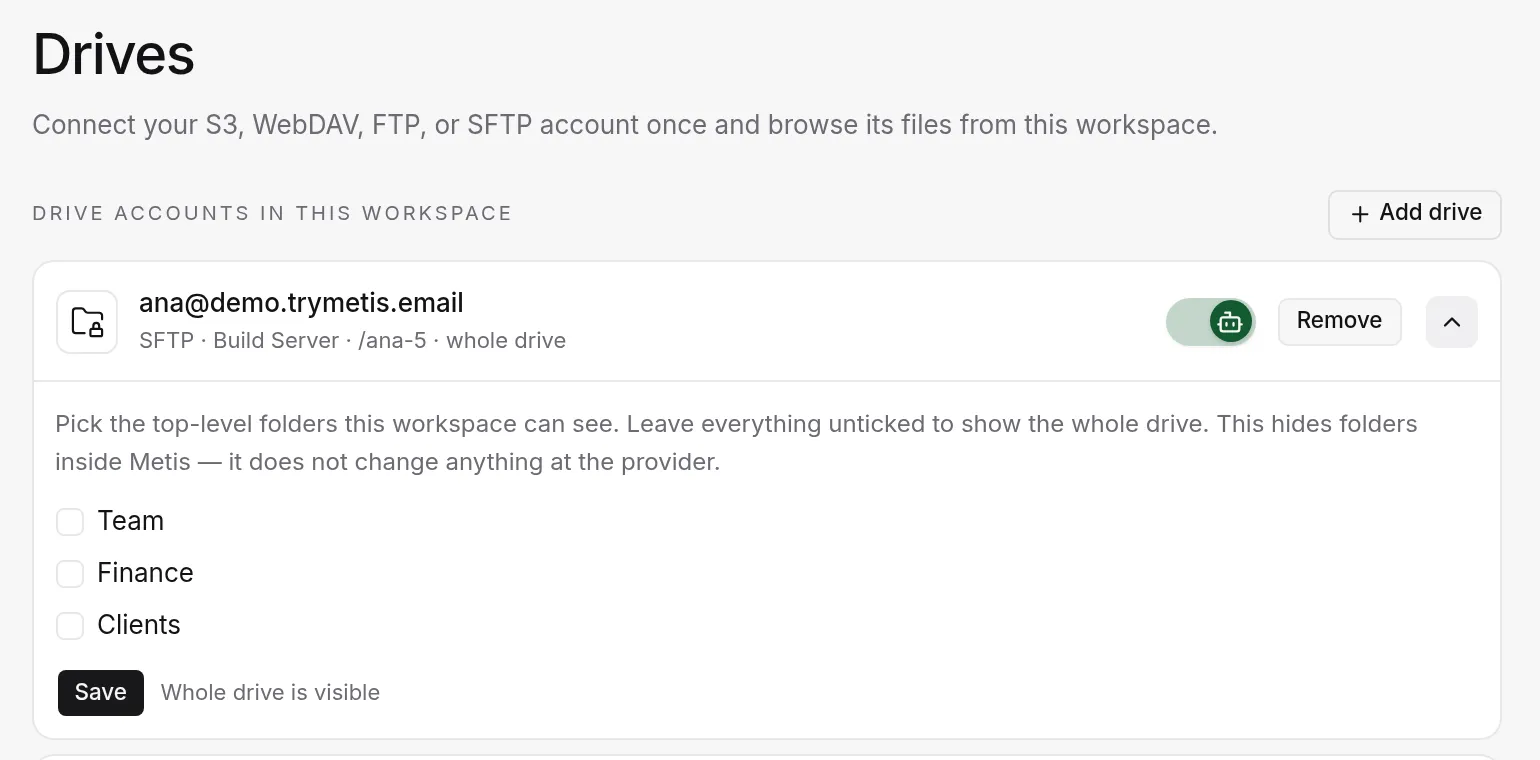 Drives
Connect your S3, WebDAV, FTP, or SFTP account once and browse its files from this workspace.
DRIVE ACCOUNTS IN THIS WORKSPACE
Add drive
ana@demo.trymetis.email
SFTP · Build Server · /ana-5 · whole drive
Remove
Pick the top-level folders this workspace can see. Leave everything unticked to show the whole drive. This hides folders
inside Metis — it does not change anything at the provider.
Team
Finance
Clients
Save
Whole drive is visible